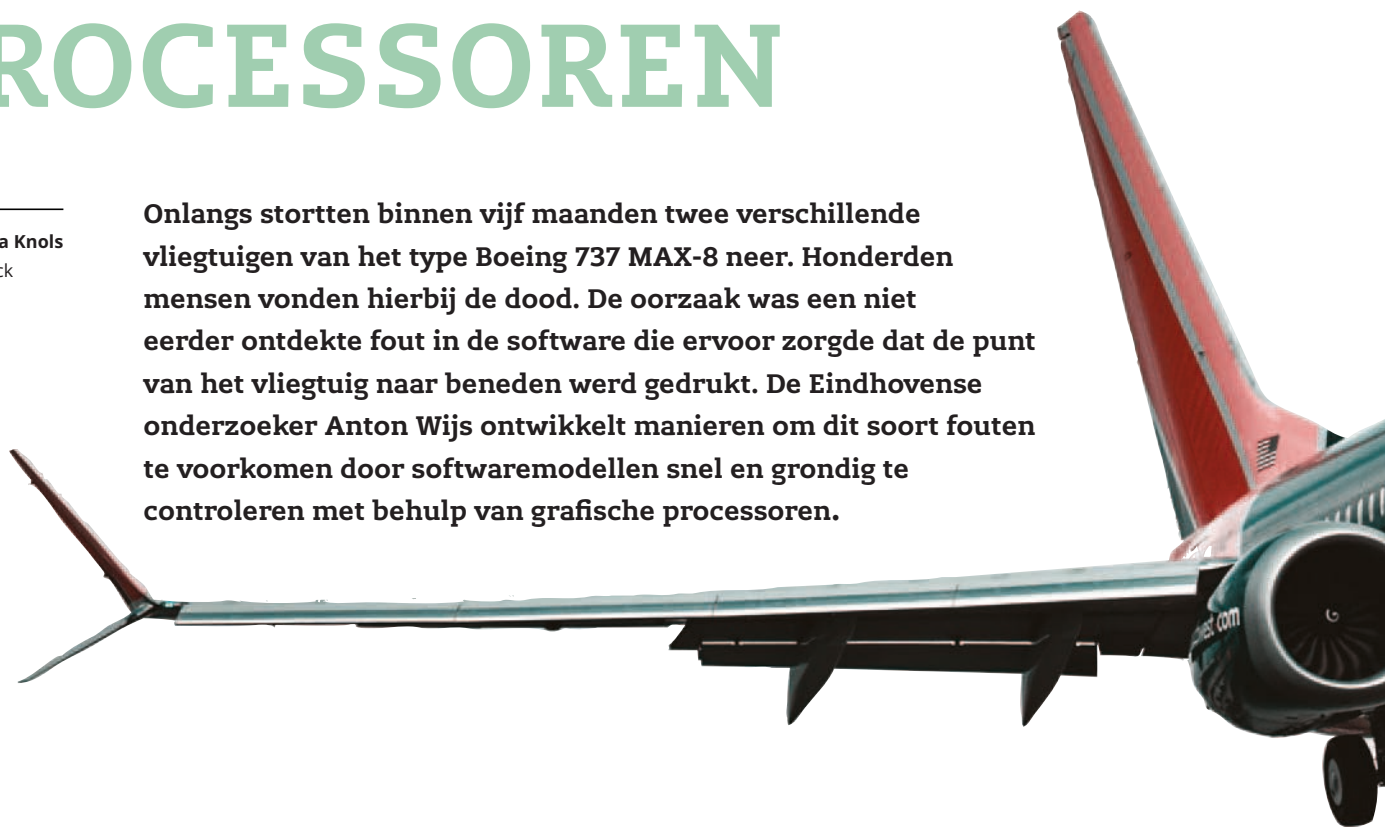 ROCESSOREN
a Knols
ck
Onlangs stortten binnen vijf maanden twee verschillende
vliegtuigen van het type Boeing 737 MAX-8 neer. Honderden
mensen vonden hierbij de dood. De oorzaak was een niet
eerder ontdekte fout in de software die ervoor zorgde dat de punt
van het vliegtuig naar beneden werd gedrukt. De Eindhovense
onderzoeker Anton Wijs ontwikkelt manieren om dit soort fouten
te voorkomen door softwaremodellen snel en grondig te
controleren met behulp van grafische processoren.
west.com